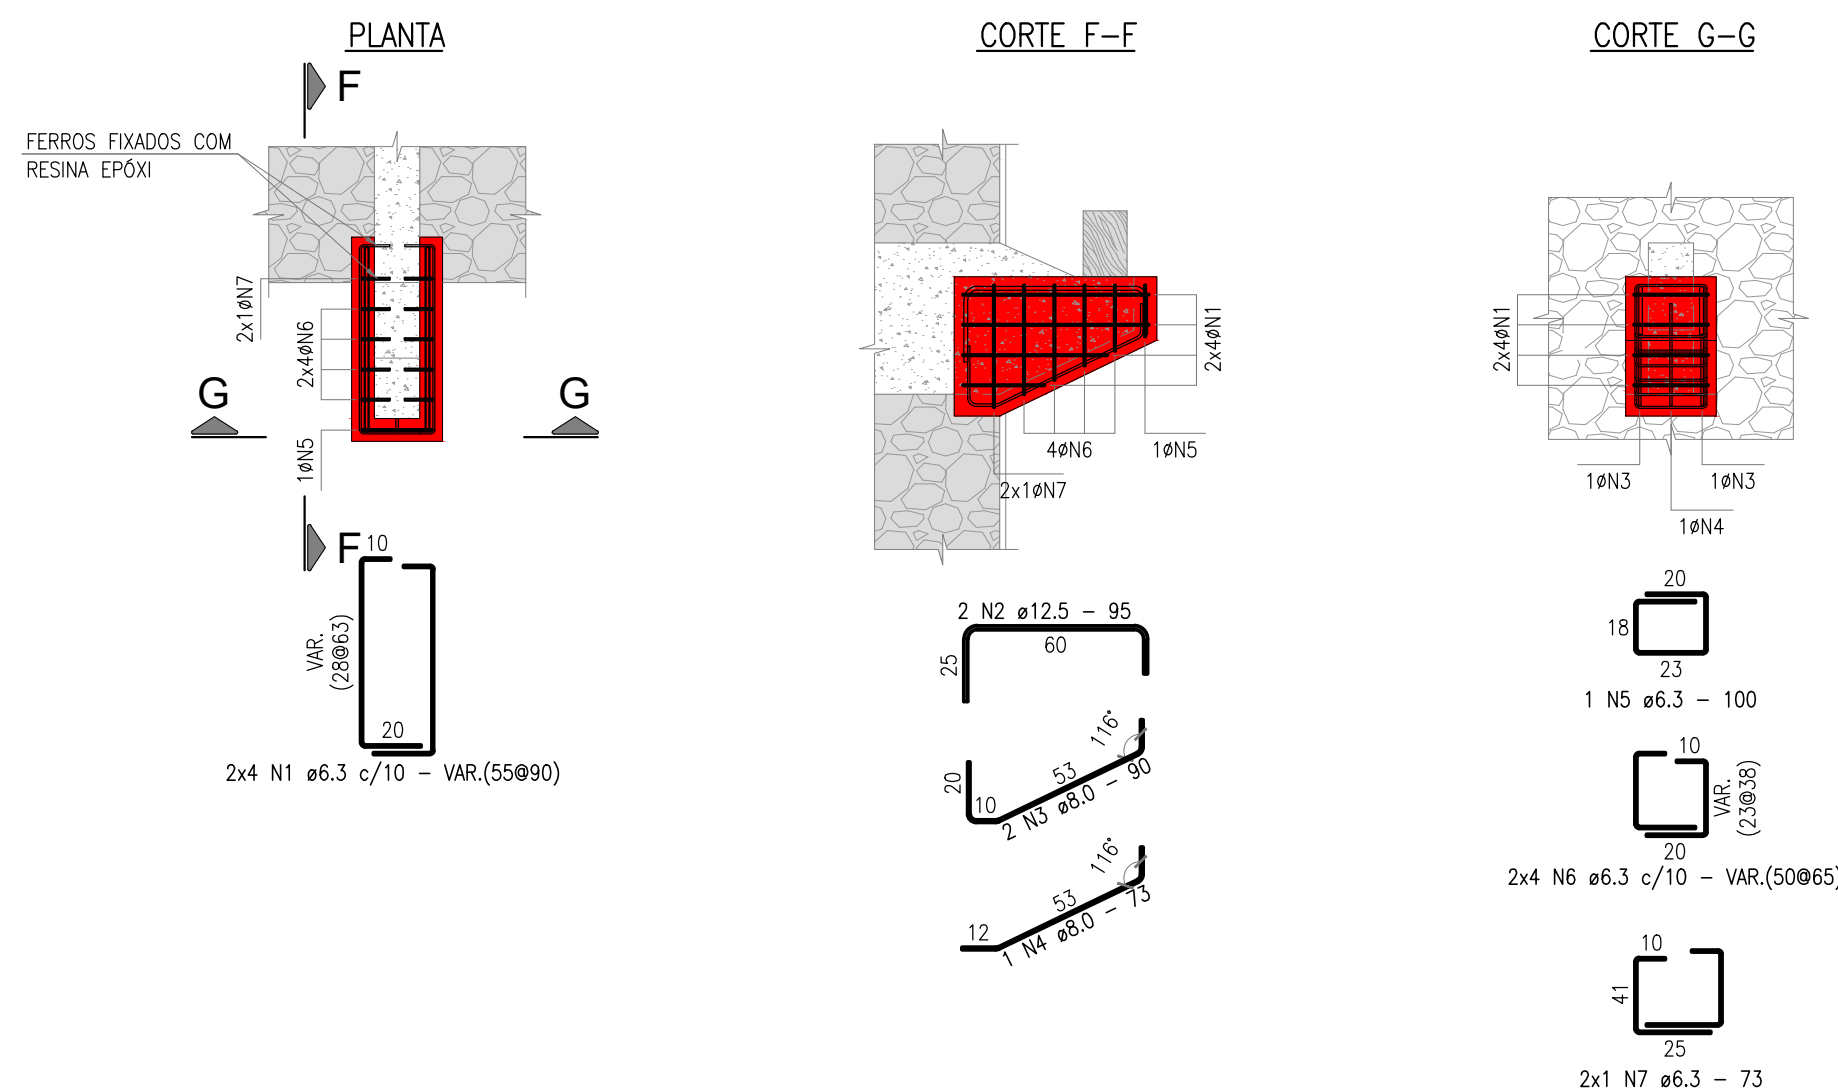 PLANTA
CORTE F-F
CORTE G-G
F
FERROS FIXADOS COM
RESINA EPÓXI
2x1øN7
2x4øN6
G
G
1øN5
F
10
VAR.
(28@63)
20
2x4 N1 ø6.3 c/10 - VAR.(55@90)
2x4øN1
4øN6
1øN5
2x1øN7
2 N2 ø12.5 - 95
60
25
116°
20
10
53
2 N3 ø8.0 - 90
116°
12
53
1 N4 ø8.0 - 73
2x4øN1
1øN3
1øN3
1øN4
20
18
23
1 N5 ø6.3 - 100
10
VAR.
(23@38)
20
2x4 N6 ø6.3 c/10 - VAR.(50@65)
10
41
25
2x1 N7 ø6.3 - 73